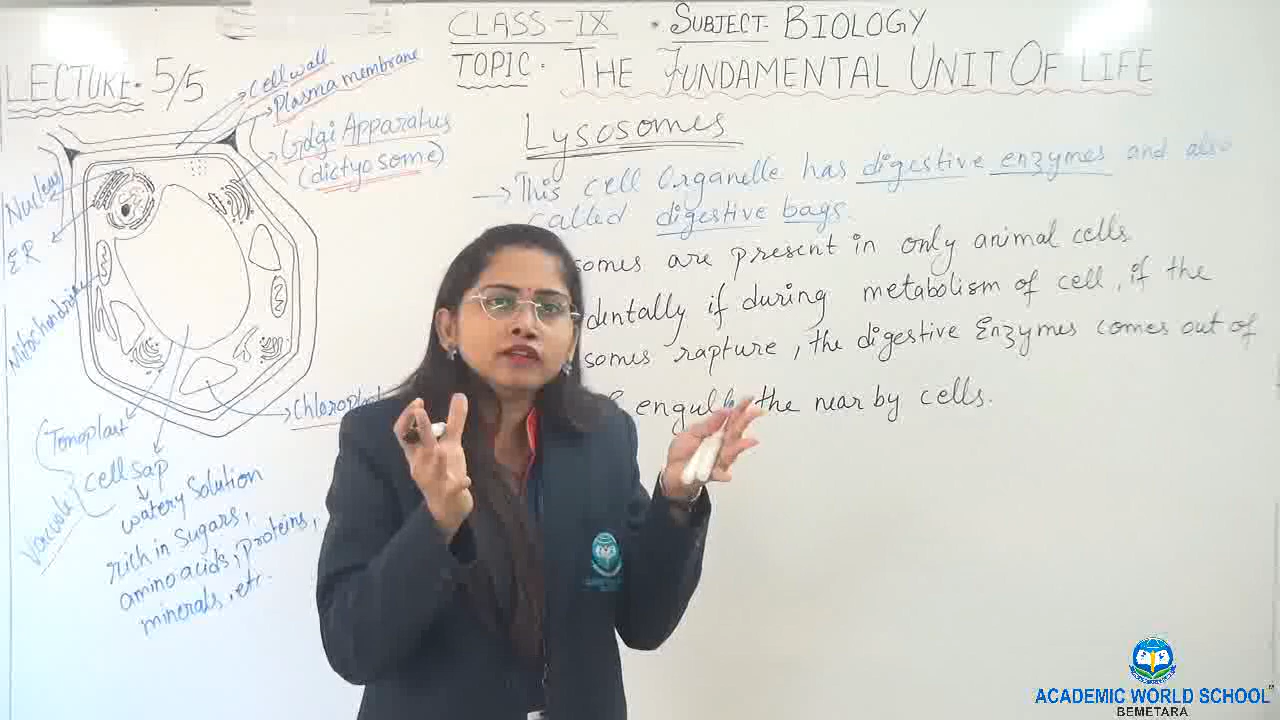 CLASS - IX • SUBJECT. BIOLOGY
TOPIC. THE FUNDAMENTAL UNIT OF LIFE
LECTURE. 5/5
Cell wall
Plasma membrane
Golgi Apparatus
(dictyosome)
Nucleus
ER
Mitochondria
Tonoplast
Cell sap
Vacuole
watery Solution
rich in Sugars,
amino acids, proteins,
minerals, etc.
Lysosomes
→ This cell Organelle has digestive enzymes and also
called digestive bags.
somes are present in only animal cells.
dentally if during metabolism of cell, if the
somes rapture, the digestive Enzymes comes out of
engulf the near by cells.
ACADEMIC WORLD SCHOOL
BEMETARA